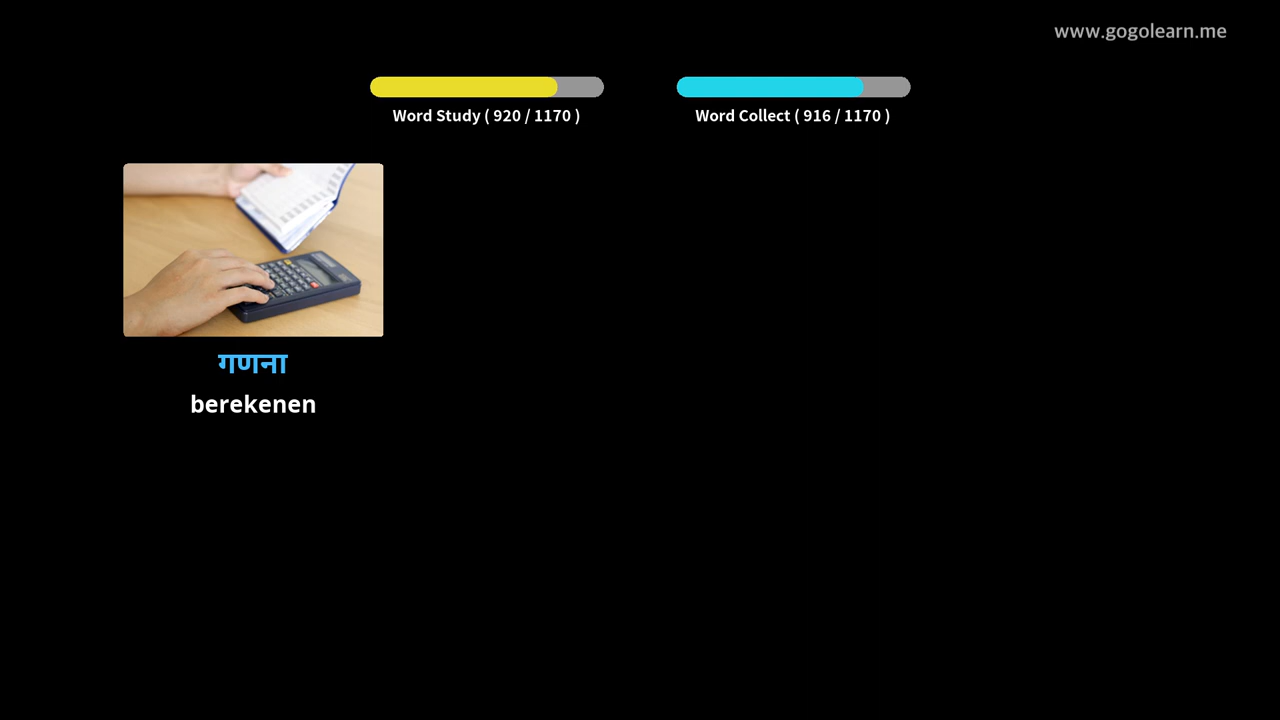 www.gogolearn.me
Word Study ( 920 / 1170 )
Word Collect ( 916 / 1170 )
गणना
berekenen